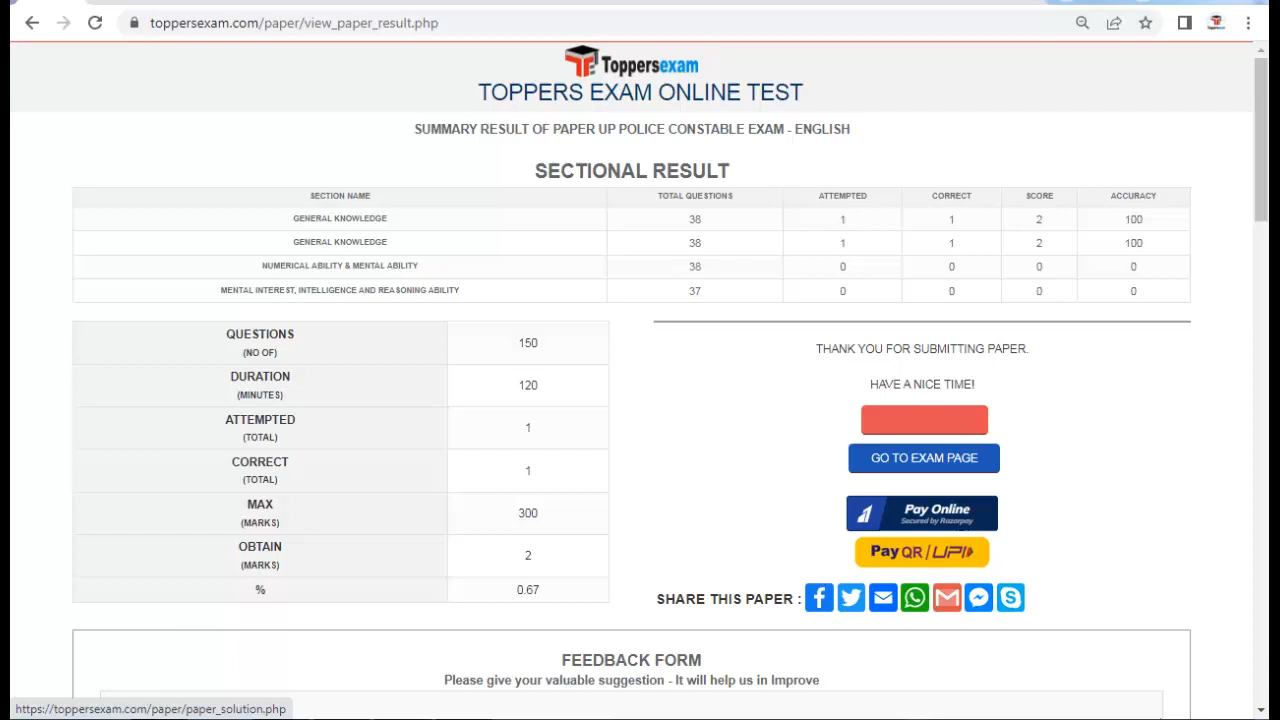 toppersexam.com/paper/view_paper_result.php
Toppersexam
TOPPERS EXAM ONLINE TEST
SUMMARY RESULT OF PAPER UP POLICE CONSTABLE EXAM - ENGLISH
SECTIONAL RESULT
SECTION NAME TOTAL QUESTIONS ATTEMPTED CORRECT SCORE ACCURACY
GENERAL KNOWLEDGE 38 1 1 2 100
GENERAL KNOWLEDGE 38 1 1 2 100
NUMERICAL ABILITY & MENTAL ABILITY 38 0 0 0 0
MENTAL INTEREST, INTELLIGENCE AND REASONING ABILITY 37 0 0 0 0
QUESTIONS
(NO OF)
150
DURATION
(MINUTES)
120
ATTEMPTED
(TOTAL)
1
CORRECT
(TOTAL)
1
MAX
(MARKS)
300
OBTAIN
(MARKS)
2
% 0.67
THANK YOU FOR SUBMITTING PAPER.
HAVE A NICE TIME!
GO TO EXAM PAGE
Pay Online
Secured by Razorpay
Pay QR/UPI
SHARE THIS PAPER :
FEEDBACK FORM
Please give your valuable suggestion - It will help us in Improve
https://toppersexam.com/paper/paper_solution.php